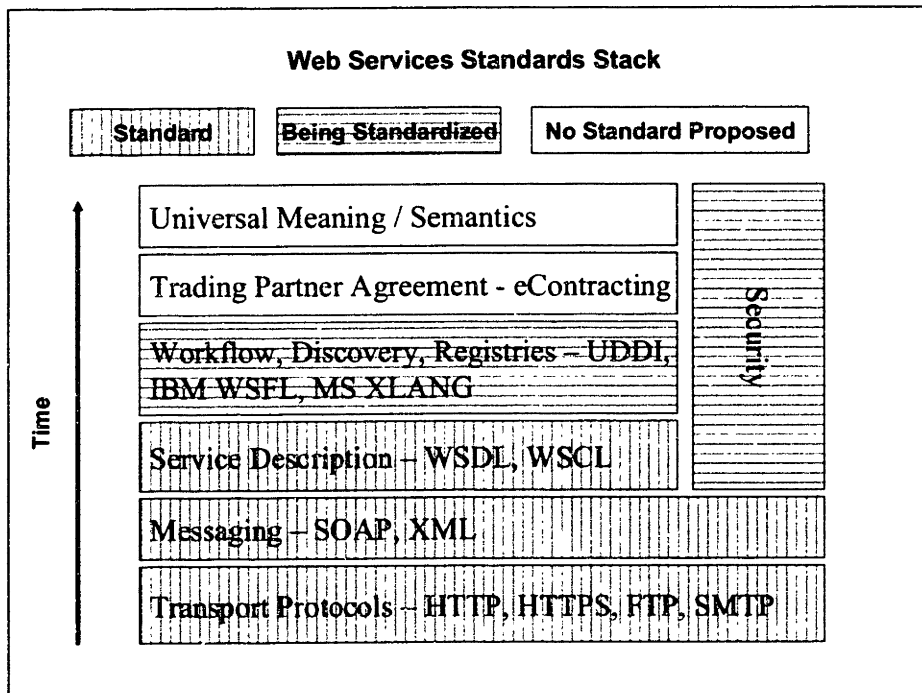 Web Services Standards Stack
Standard
Being Standardized
No Standard Proposed
Universal Meaning / Semantics
Trading Partner Agreement - eContracting
Workflow, Discovery, Registries – UDDI,
IBM WSFL, MS XLANG
Service Description – WSDL, WSCL
Messaging – SOAP, XML
Transport Protocols – HTTP, HTTPS, FTP, SMTP
Security
Time